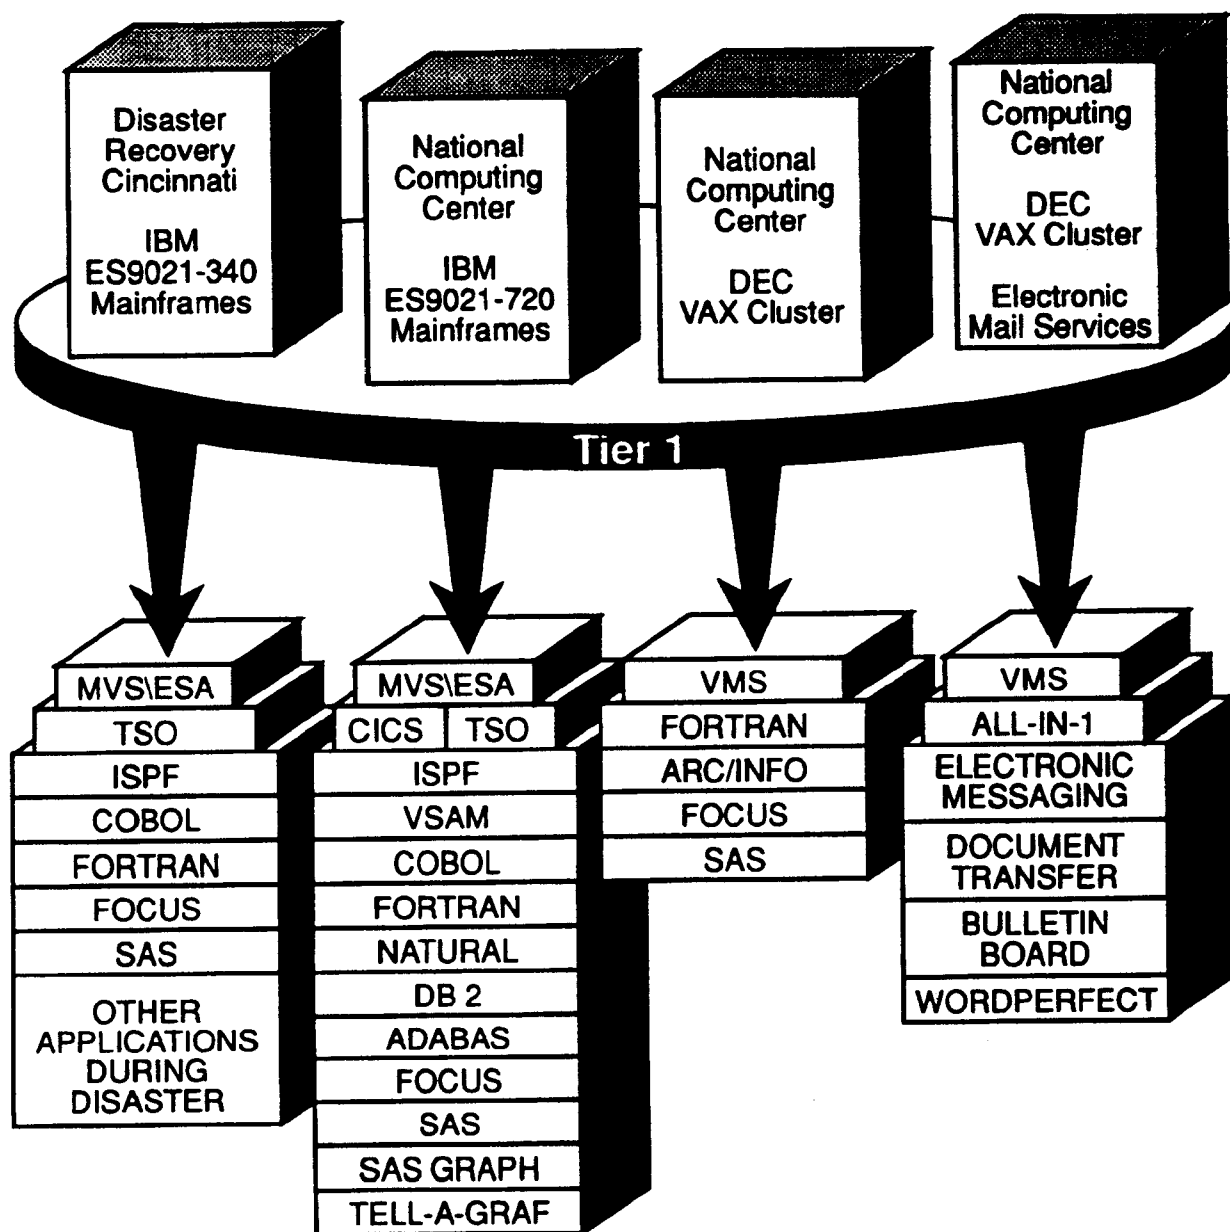 Disaster
Recovery
Cincinnati
IBM
ES9021-340
Mainframes
National
Computing
Center
IBM
ES9021-720
Mainframes
National
Computing
Center
DEC
VAX Cluster
National
Computing
Center
DEC
VAX Cluster
Electronic
Mail Services
Tier 1
MVS\ESA
TSO
ISPF
COBOL
FORTRAN
FOCUS
SAS
OTHER
APPLICATIONS
DURING
DISASTER
MVS\ESA
CICS
TSO
ISPF
VSAM
COBOL
FORTRAN
NATURAL
DB 2
ADABAS
FOCUS
SAS
SAS GRAPH
TELL-A-GRAF
VMS
FORTRAN
ARC/INFO
FOCUS
SAS
VMS
ALL-IN-1
ELECTRONIC
MESSAGING
DOCUMENT
TRANSFER
BULLETIN
BOARD
WORDPERFECT